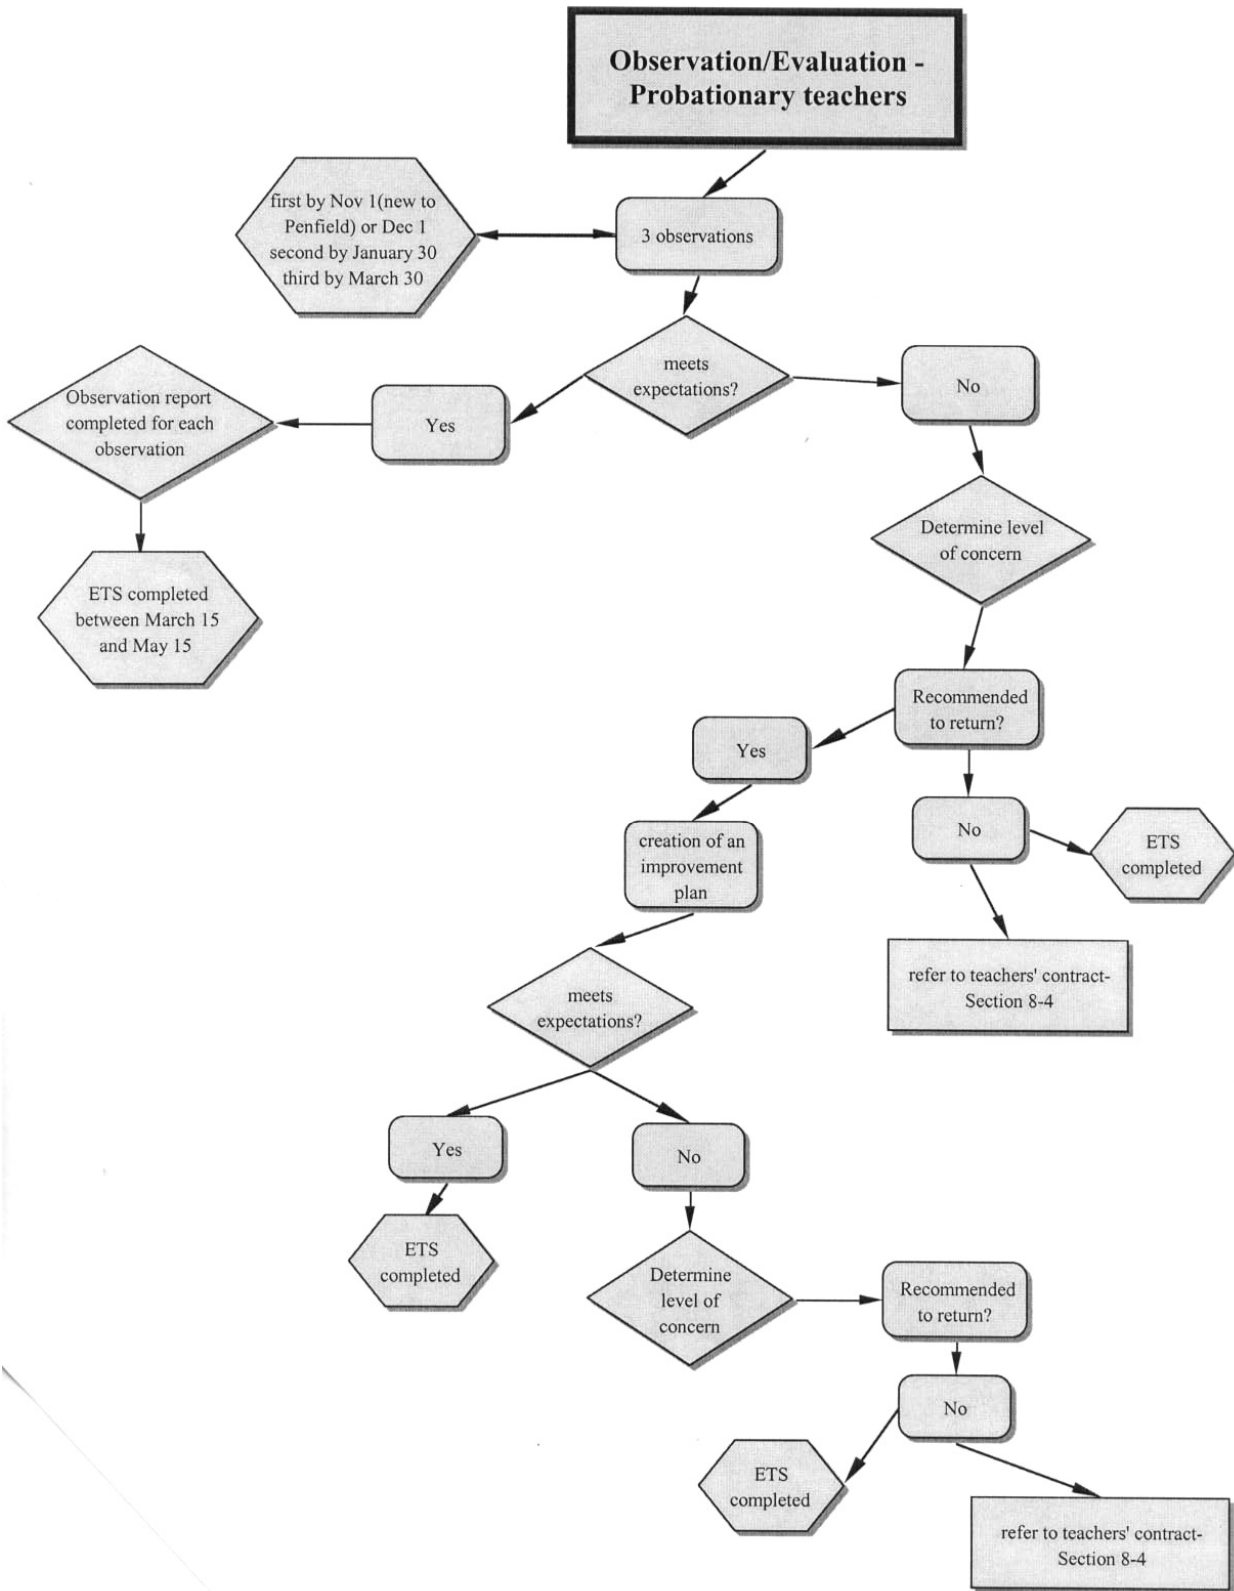 Observation/Evaluation -
Probationary teachers
first by Nov 1(new to
Penfield) or Dec 1
second by January 30
third by March 30
3 observations
meets
expectations?
No
Yes
Observation report
completed for each
observation
Determine level
of concern
ETS completed
between March 15
and May 15
Recommended
to return?
Yes
No
ETS
completed
creation of an
improvement
plan
refer to teachers' contract-
Section 8-4
meets
expectations?
Yes
No
ETS
completed
Determine
level of
concern
Recommended
to return?
No
ETS
completed
refer to teachers' contract-
Section 8-4